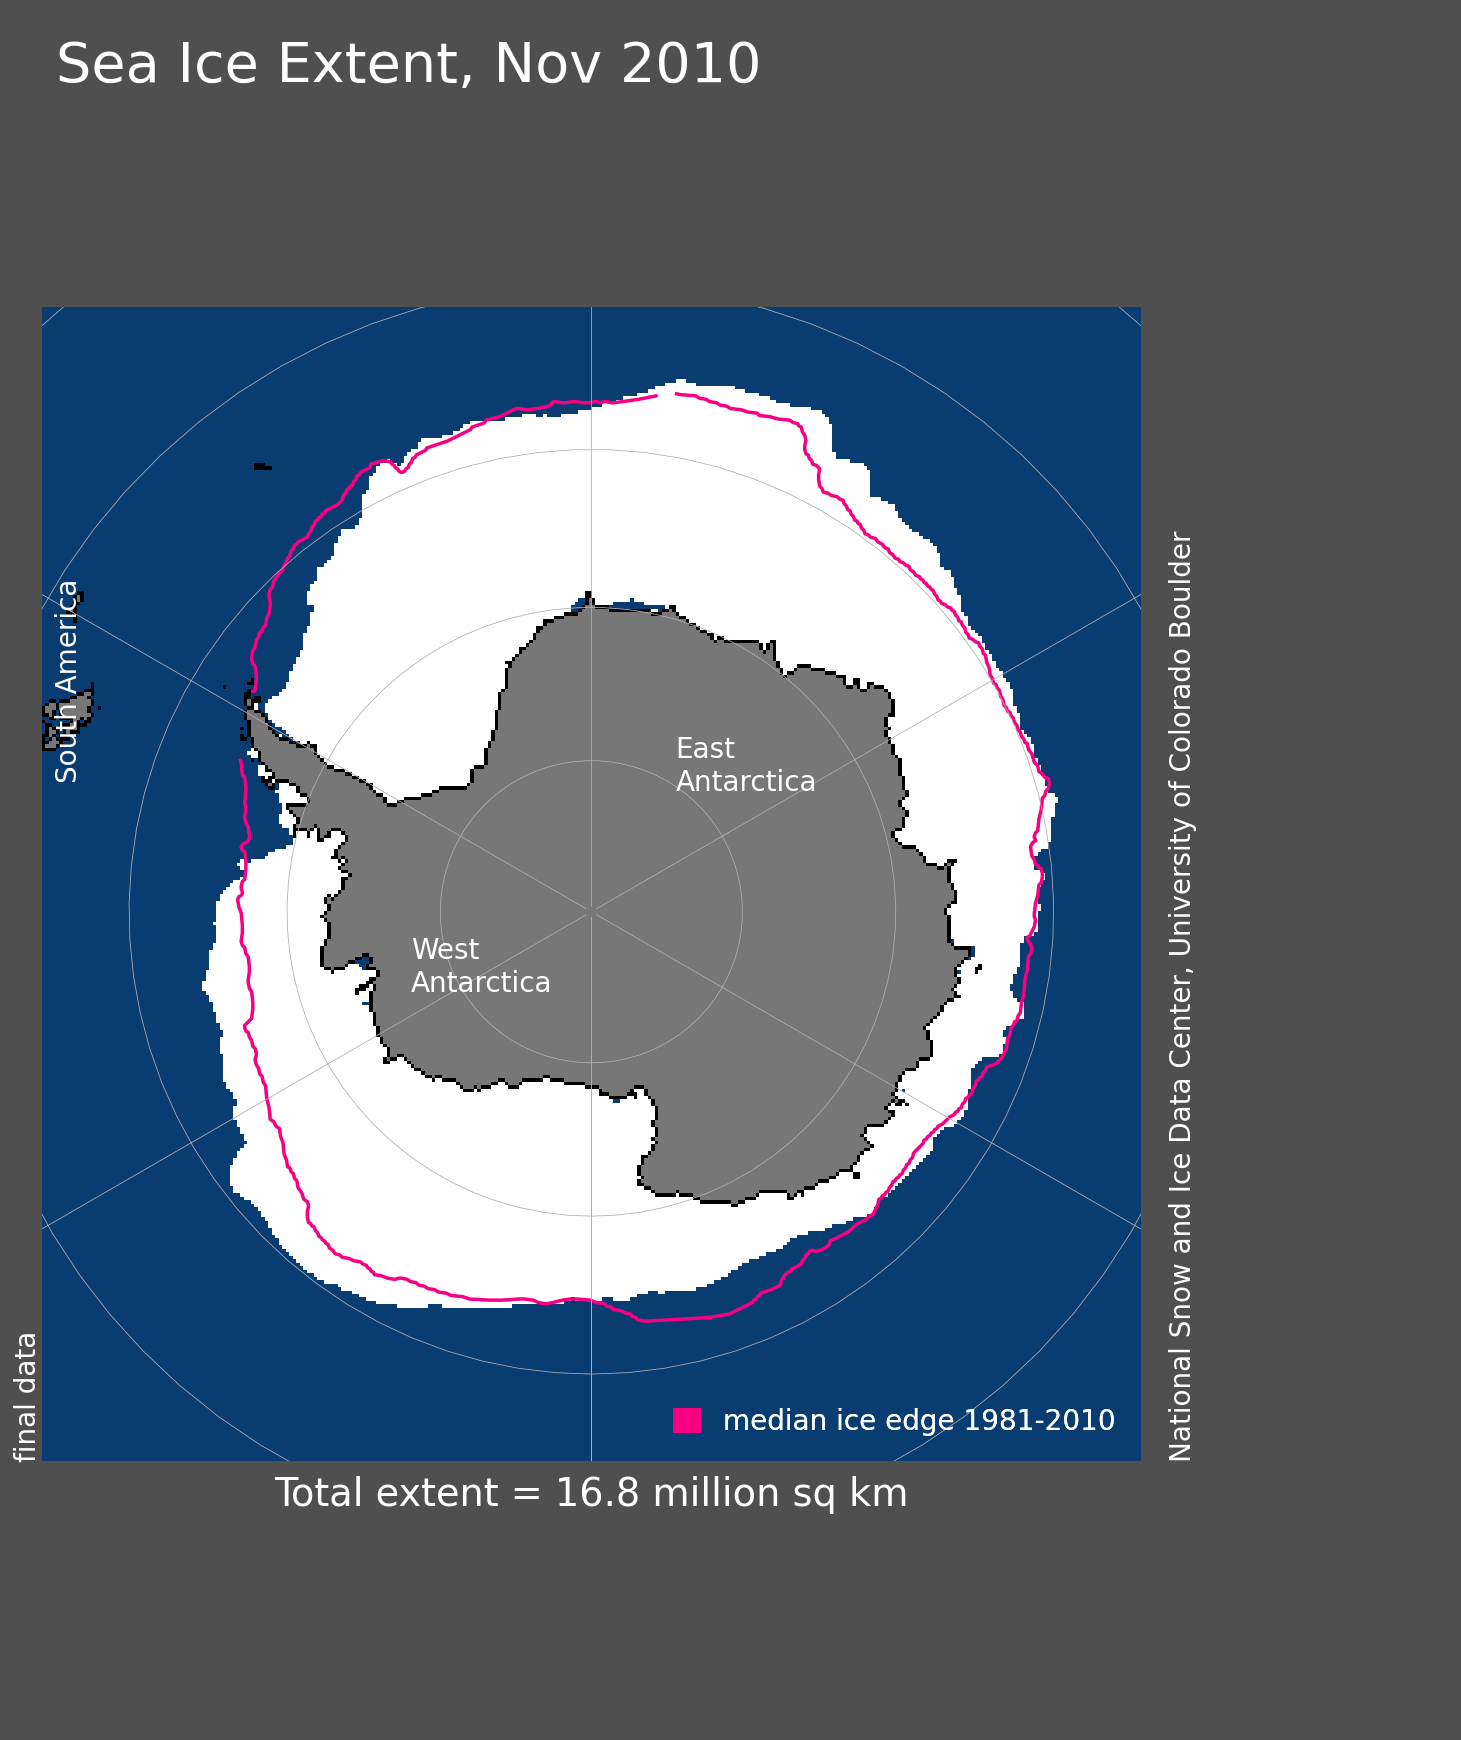 Sea Ice Extent, Nov 2010
South America
East
Antarctica
West
Antarctica
median ice edge 1981-2010
final data
National Snow and Ice Data Center, University of Colorado Boulder
Total extent = 16.8 million sq km